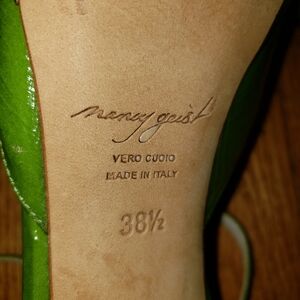 nancy geist
VERO CUOIO
MADE IN ITALY
38½